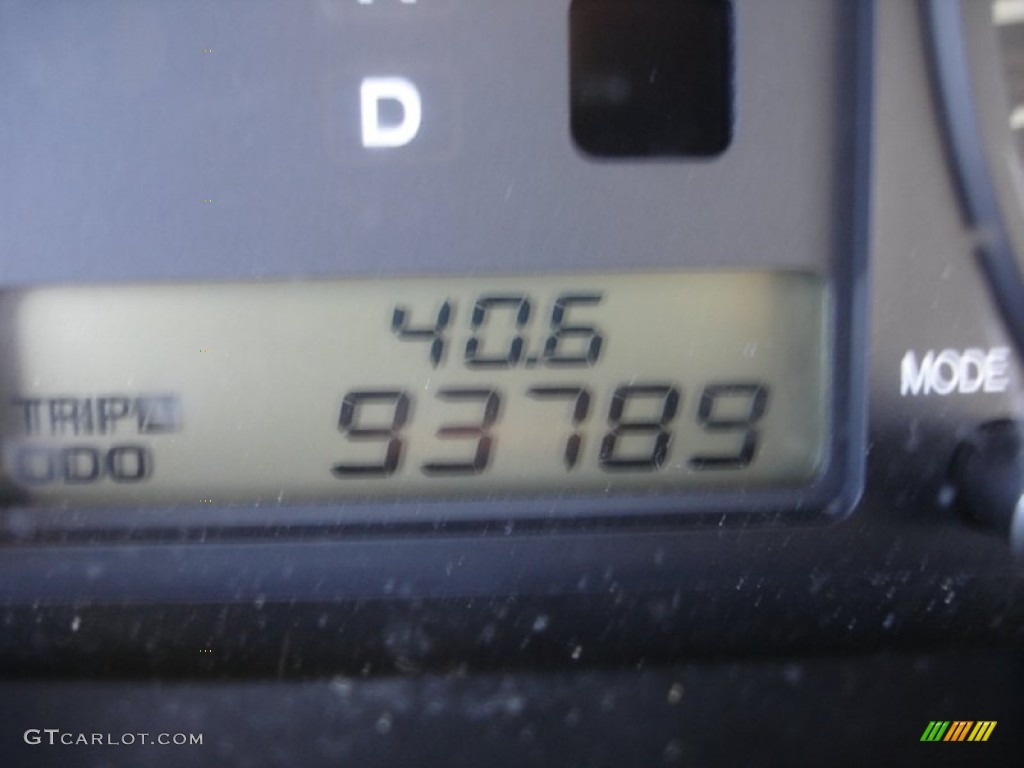 D
40.6
MODE
TRIP A
93789
ODO
GTCARLOT.COM